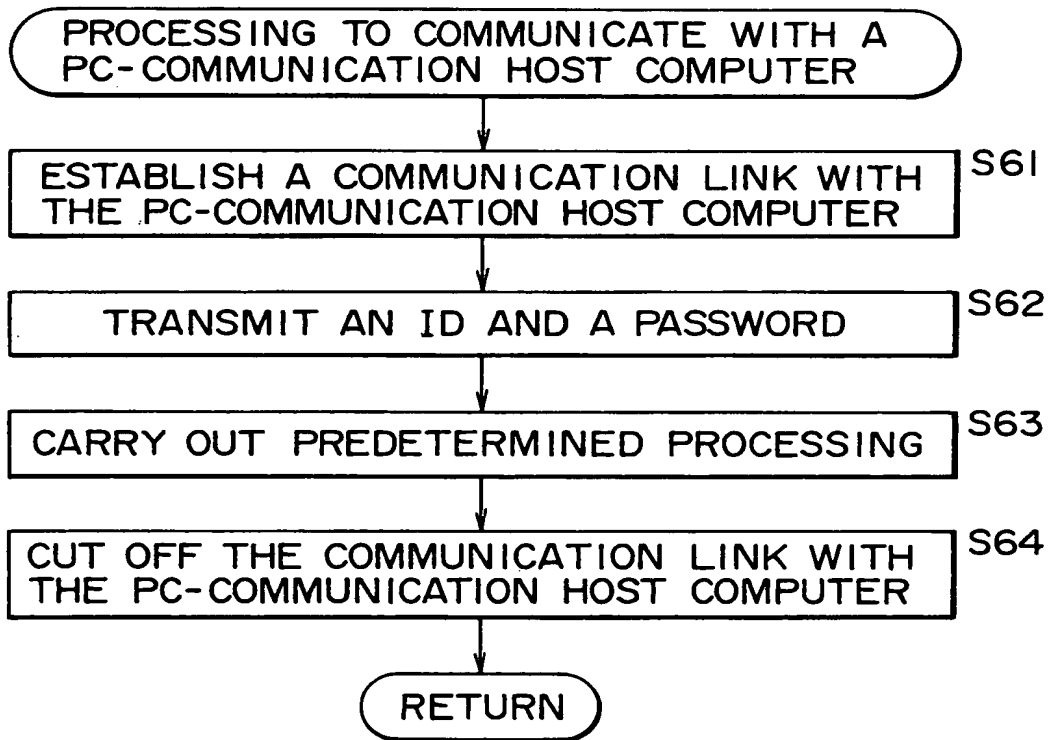 PROCESSING TO COMMUNICATE WITH A
PC-COMMUNICATION HOST COMPUTER
S61
ESTABLISH A COMMUNICATION LINK WITH
THE PC-COMMUNICATION HOST COMPUTER
S62
TRANSMIT AN ID AND A PASSWORD
S63
CARRY OUT PREDETERMINED PROCESSING
S64
CUT OFF THE COMMUNICATION LINK WITH
THE PC-COMMUNICATION HOST COMPUTER
RETURN